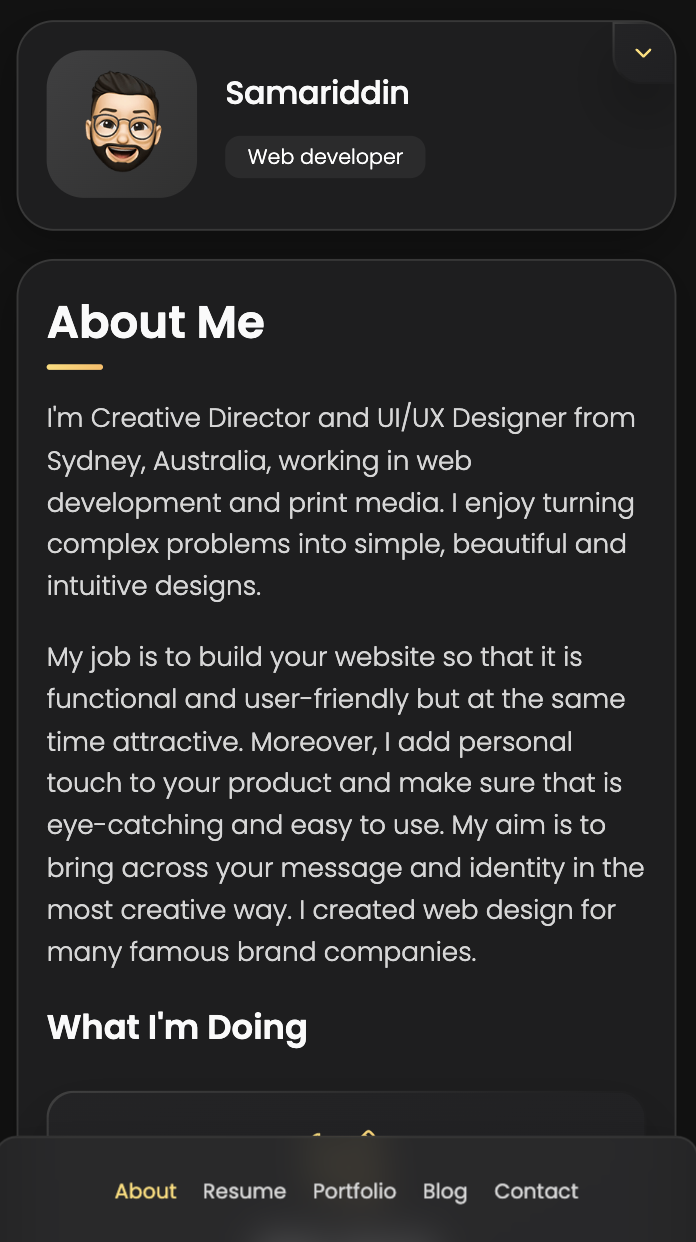 Samariddin
Web developer
About Me
I'm Creative Director and UI/UX Designer from
Sydney, Australia, working in web
development and print media. I enjoy turning
complex problems into simple, beautiful and
intuitive designs.
My job is to build your website so that it is
functional and user-friendly but at the same
time attractive. Moreover, I add personal
touch to your product and make sure that is
eye-catching and easy to use. My aim is to
bring across your message and identity in the
most creative way. I created web design for
many famous brand companies.
What I'm Doing
About Resume Portfolio Blog Contact